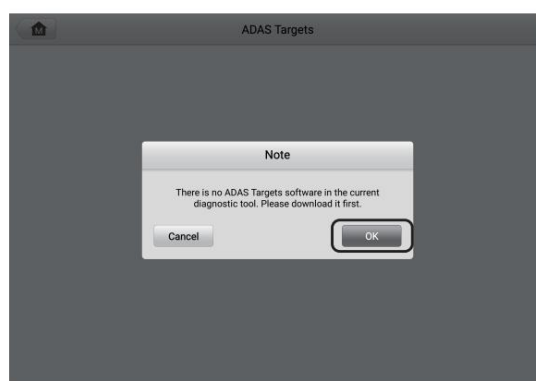 M
ADAS Targets
Note
There is no ADAS Targets software in the current
diagnostic tool. Please download it first.
Cancel
OK